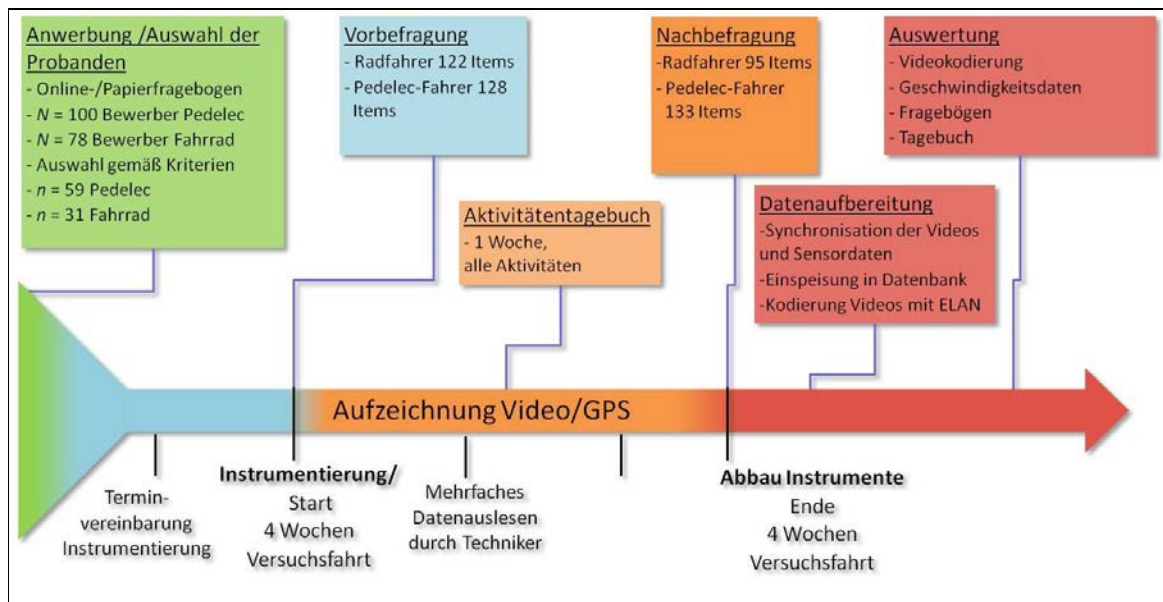 Anwerbung /Auswahl der
Probanden
- Online-/Papierfragebogen
- N = 100 Bewerber Pedelec
- N = 78 Bewerber Fahrrad
- Auswahl gemäß Kriterien
- n = 59 Pedelec
- n = 31 Fahrrad
Vorbefragung
- Radfahrer 122 Items
- Pedelec-Fahrer 128
Items
Nachbefragung
-Radfahrer 95 Items
- Pedelec-Fahrer
133 Items
Auswertung
- Videokodierung
- Geschwindigkeitsdaten
- Fragebögen
- Tagebuch
Aktivitätentagebuch
- 1 Woche,
alle Aktivitäten
Datenaufbereitung
-Synchronisation der Videos
und Sensordaten
-Einspeisung in Datenbank
-Kodierung Videos mit ELAN
Aufzeichnung Video/GPS
Termin-
vereinbarung
Instrumentierung
Instrumentierung/
Start
4 Wochen
Versuchsfahrt
Mehrfaches
Datenauslesen
durch Techniker
Abbau Instrumente
Ende
4 Wochen
Versuchsfahrt